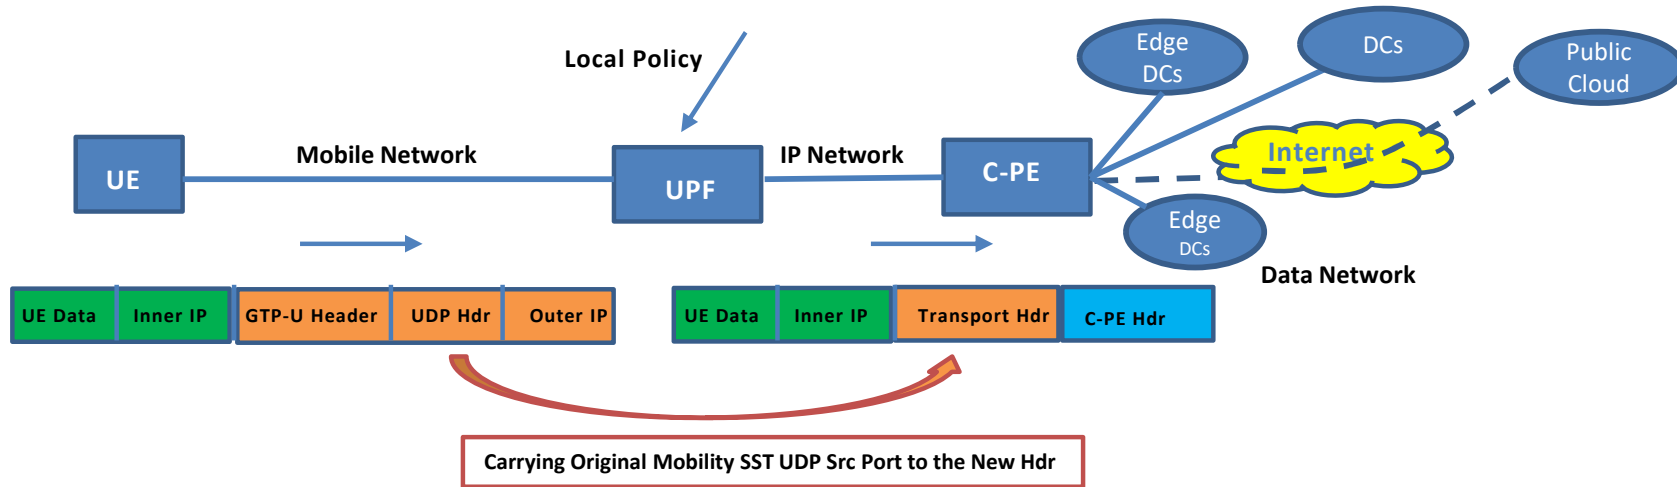 Local Policy
Edge
DCs
DCs
Public
Cloud
UE
Mobile Network
UPF
IP Network
C-PE
Internet
Edge
DCs
Data Network
UE Data Inner IP GTP-U Header UDP Hdr Outer IP
UE Data Inner IP Transport Hdr C-PE Hdr
Carrying Original Mobility SST UDP Src Port to the New Hdr